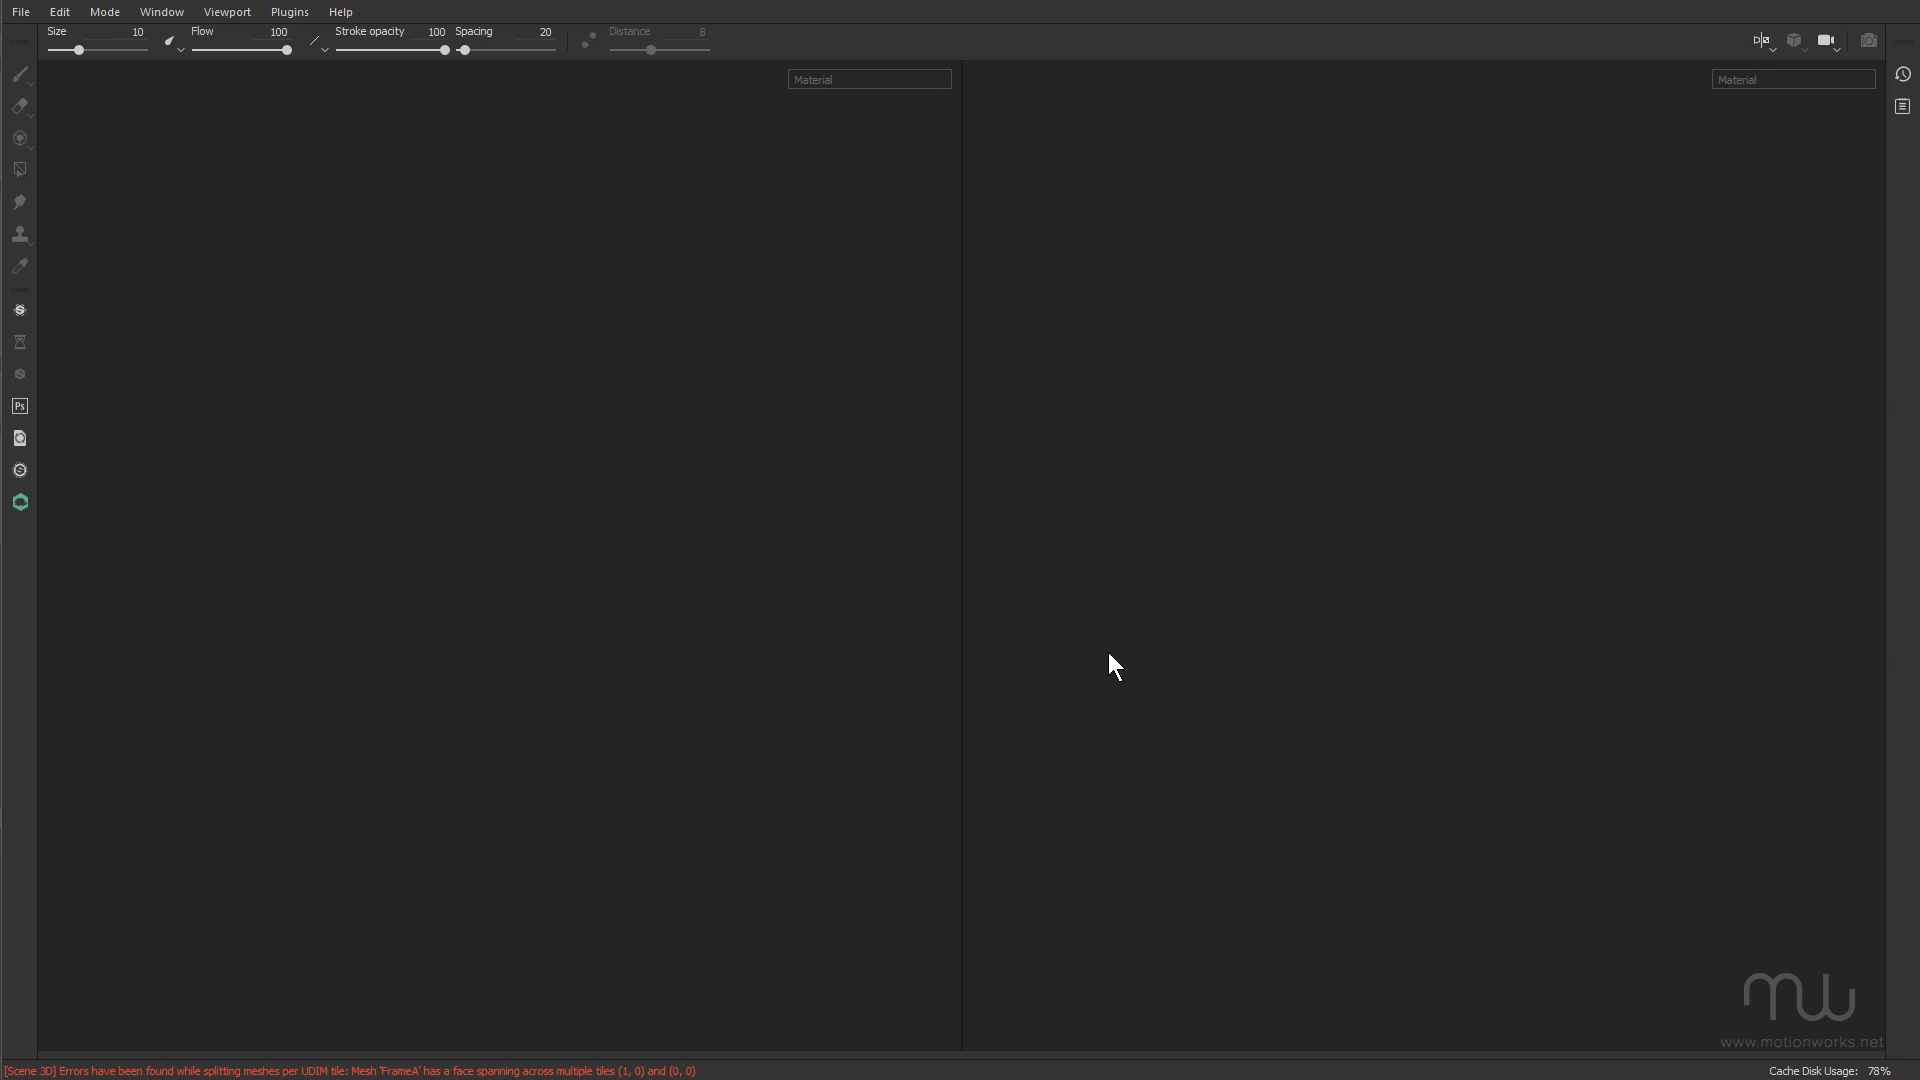 File Edit Mode Window Viewport Plugins Help
Size 10 Flow 100 Stroke opacity 100 Spacing 20 Distance 8
Material Material
Ps
mw
www.motionworks.net
[Scene 3D] Errors have been found while splitting meshes per UDIM tile: Mesh 'FrameA' has a face spanning across multiple tiles (1, 0) and (0, 0) Cache Disk Usage: 78%